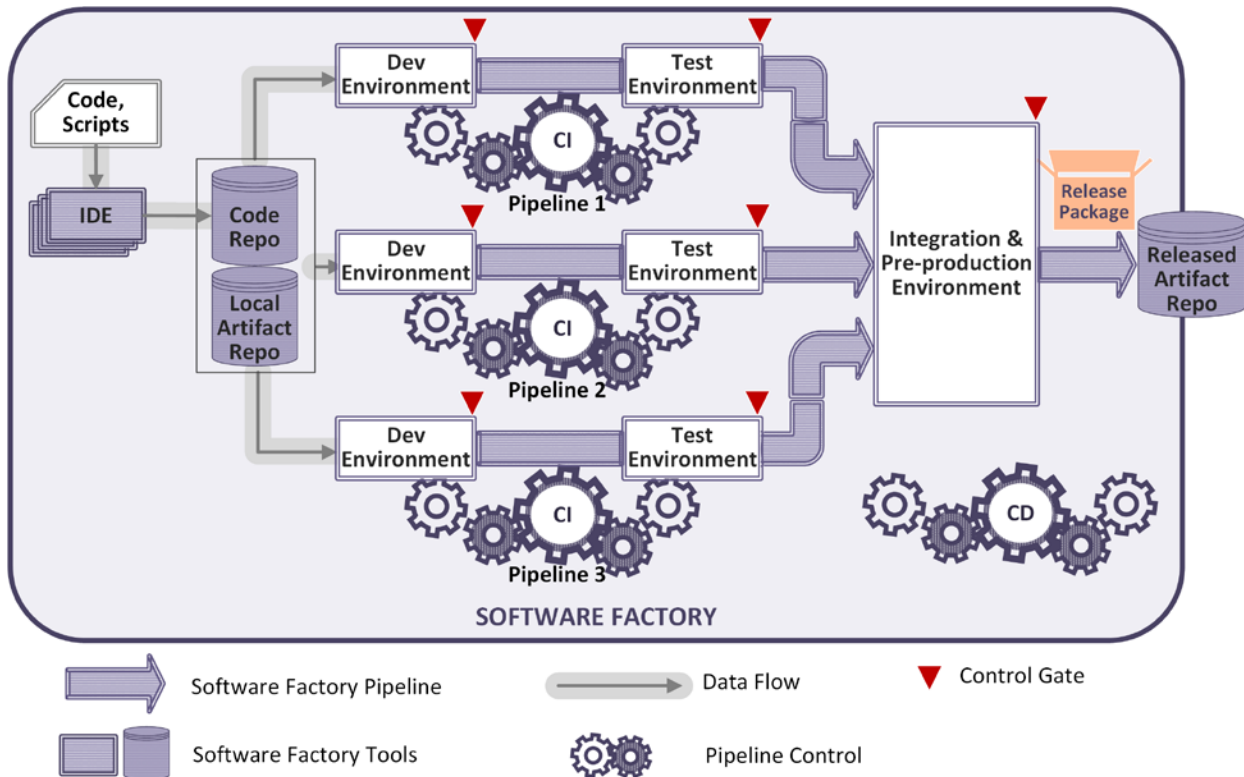 Code,
Scripts
IDE
Code
Repo
Local
Artifact
Repo
Dev
Environment
Test
Environment
CI
Pipeline 1
Dev
Environment
Test
Environment
CI
Pipeline 2
Dev
Environment
Test
Environment
CI
Pipeline 3
Integration &
Pre-production
Environment
Release
Package
Released
Artifact
Repo
CD
SOFTWARE FACTORY
Software Factory Pipeline
Data Flow
Control Gate
Software Factory Tools
Pipeline Control